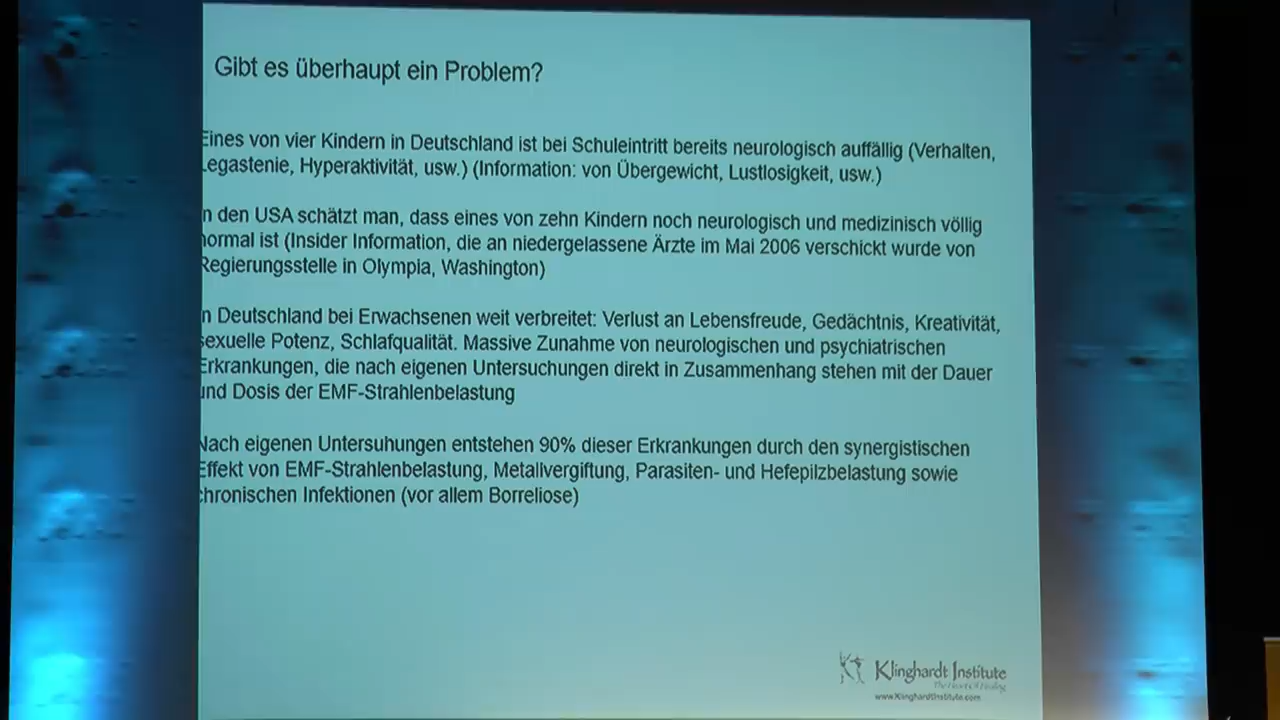 Gibt es überhaupt ein Problem?
Eines von vier Kindern in Deutschland ist bei Schuleintritt bereits neurologisch auffällig (Verhalten,
Legastenie, Hyperaktivität, usw.) (Information: von Übergewicht, Lustlosigkeit, usw.)
n den USA schätzt man, dass eines von zehn Kindern noch neurologisch und medizinisch völlig
normal ist (Insider Information, die an niedergelassene Ärzte im Mai 2006 verschickt wurde von
Regierungsstelle in Olympia, Washington)
n Deutschland bei Erwachsenen weit verbreitet: Verlust an Lebensfreude, Gedächtnis, Kreativität,
sexuelle Potenz, Schlafqualität. Massive Zunahme von neurologischen und psychiatrischen
Erkrankungen, die nach eigenen Untersuchungen direkt in Zusammenhang stehen mit der Dauer
und Dosis der EMF-Strahlenbelastung
Nach eigenen Untersuhungen entstehen 90% dieser Erkrankungen durch den synergistischen
Effekt von EMF-Strahlenbelastung, Metallvergiftung, Parasiten- und Hefepilzbelastung sowie
chronischen Infektionen (vor allem Borreliose)
Klinghardt Institute
The Heart of Healing
www.KlinghardtInstitute.com